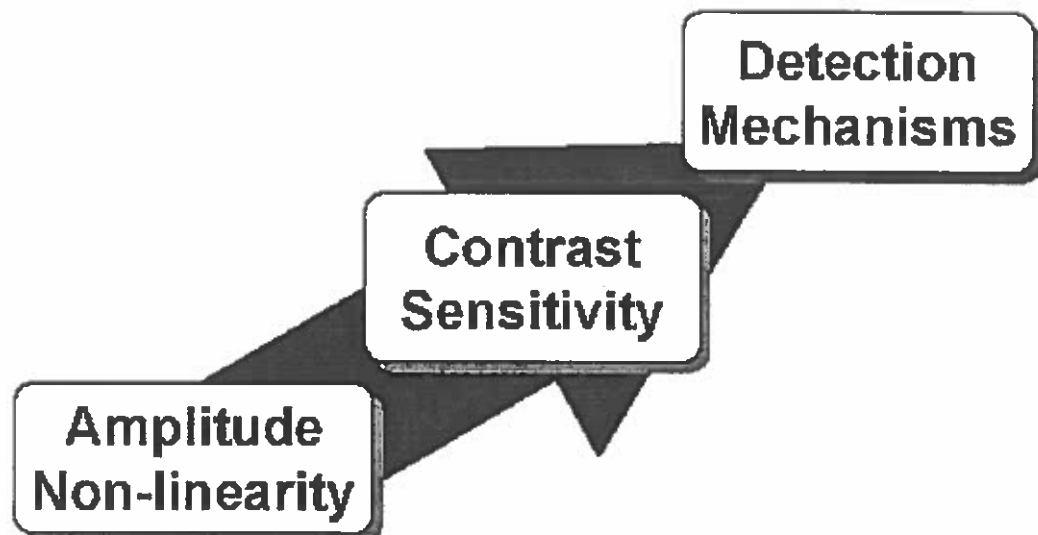 Detection
Mechanisms
Contrast
Sensitivity
Amplitude
Non-linearity